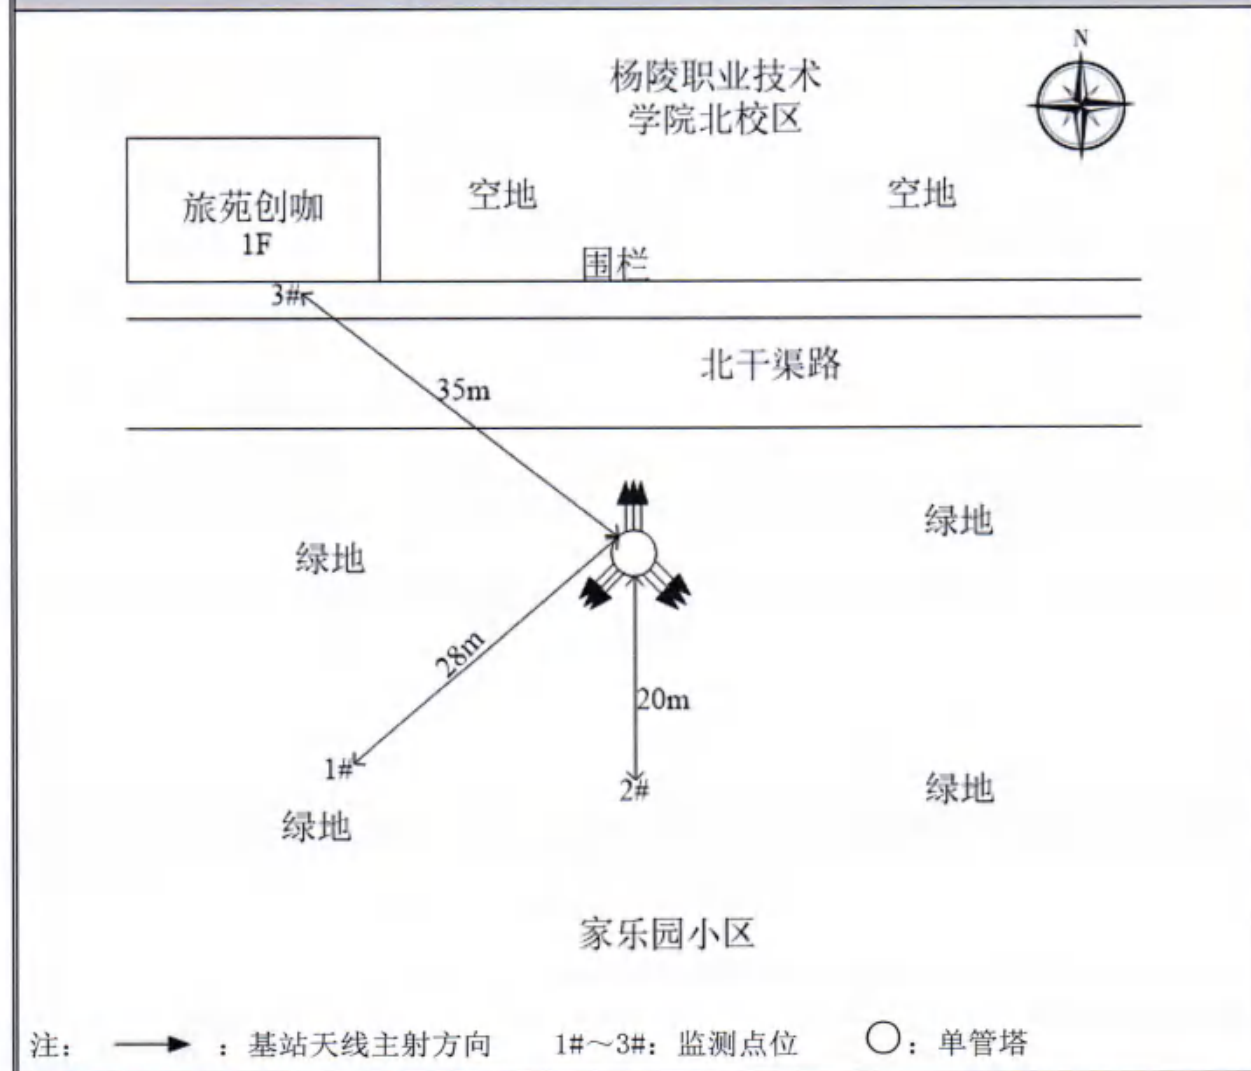 N
杨陵职业技术
学院北校区
旅苑创咖
1F
空地
空地
围栏
3#
北干渠路
35m
绿地
绿地
28m
20m
1#
2#
绿地
绿地
家乐园小区
注： ：基站天线主射方向 1#～3#：监测点位 ：单管塔